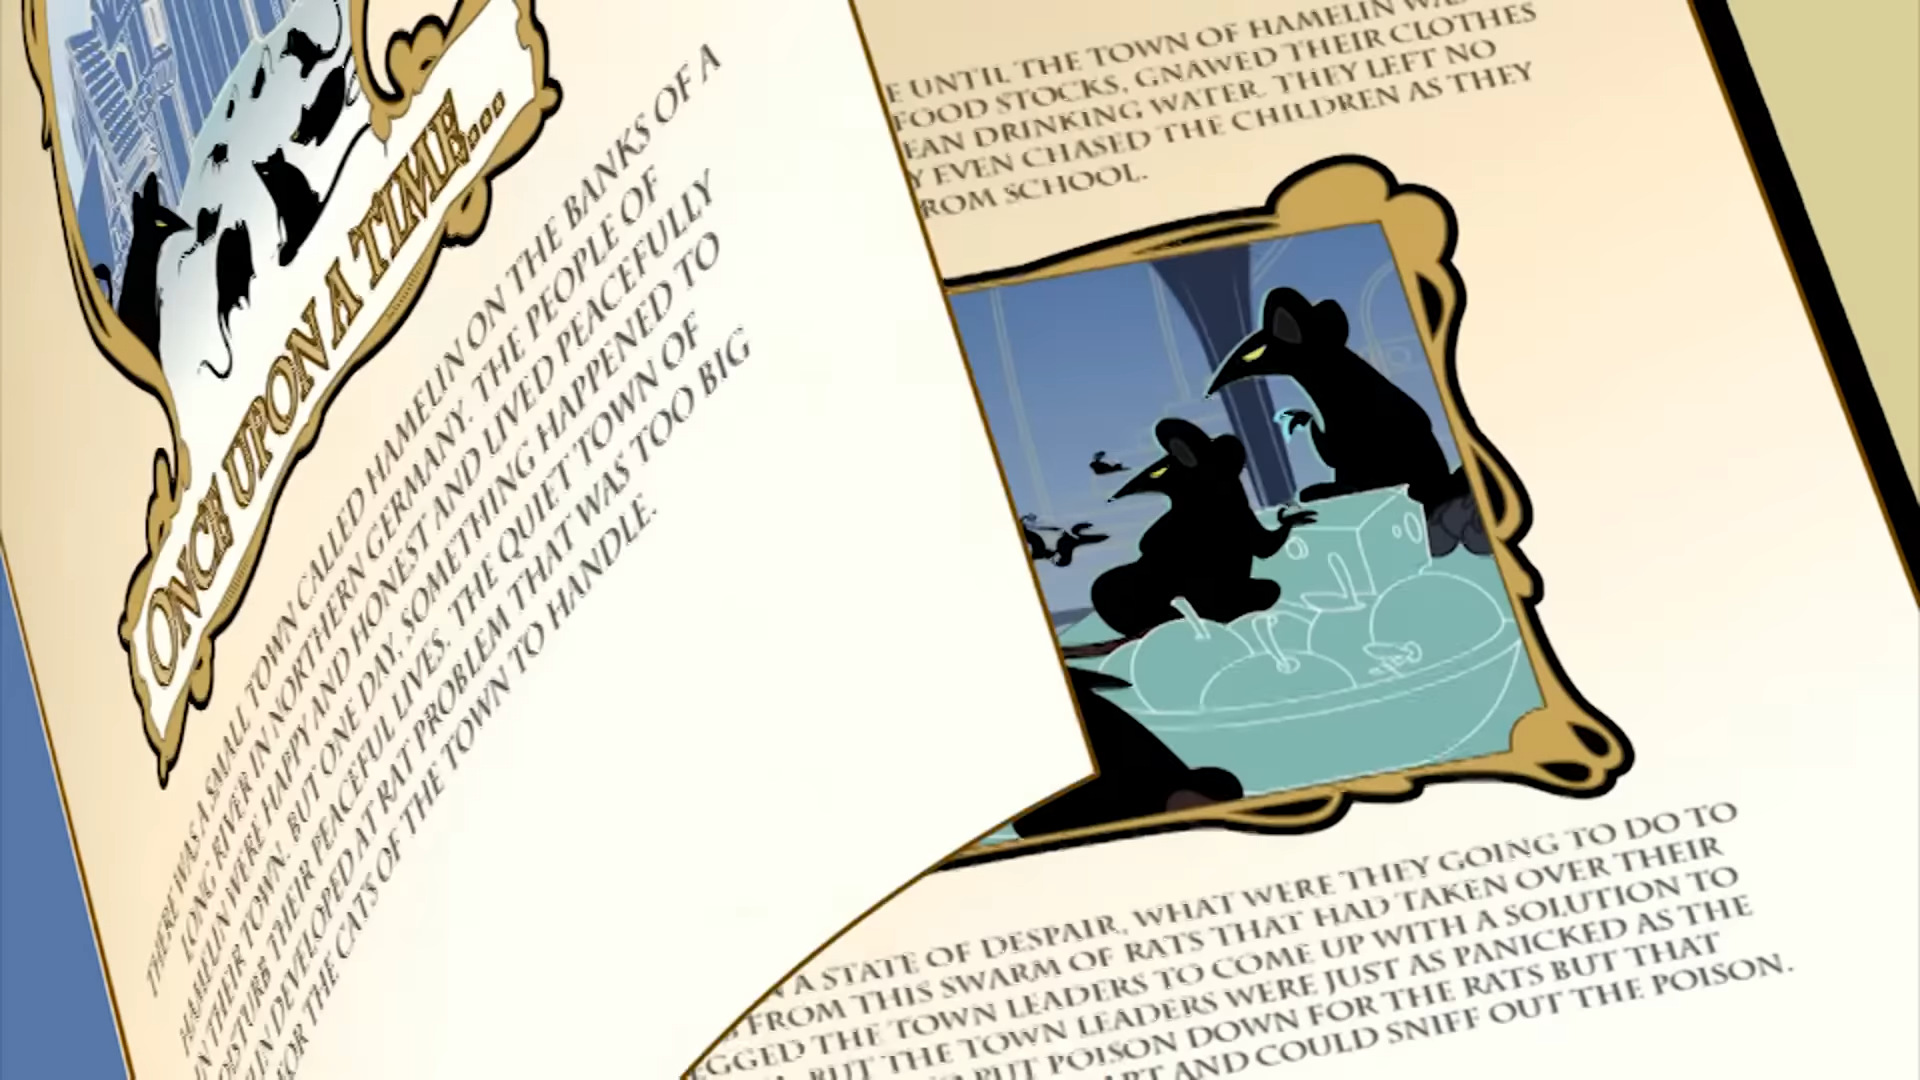 ONCE UPON A TIME...
THERE WAS A SMALL TOWN CALLED HAMELIN ON THE BANKS OF A
LONG RIVER IN NORTHERN GERMANY. THE PEOPLE OF
HAMELIN WERE HAPPY AND HONEST AND LIVED PEACEFULLY
IN THEIR TOWN. BUT ONE DAY, SOMETHING HAPPENED TO
DISTURB THEIR PEACEFUL LIVES. THE QUIET TOWN OF
LIN DEVELOPED A RAT PROBLEM THAT WAS TOO BIG
FOR THE CATS OF THE TOWN TO HANDLE.
E UNTIL THE TOWN OF HAMELIN WAS
FOOD STOCKS, GNAWED THEIR CLOTHES
EAN DRINKING WATER. THEY LEFT NO
Y EVEN CHASED THE CHILDREN AS THEY
ROM SCHOOL.
N A STATE OF DESPAIR, WHAT WERE THEY GOING TO DO TO
FROM THIS SWARM OF RATS THAT HAD TAKEN OVER THEIR
EGGED THE TOWN LEADERS TO COME UP WITH A SOLUTION TO
BUT THE TOWN LEADERS WERE JUST AS PANICKED AS THE
PUT POISON DOWN FOR THE RATS BUT THAT
ART AND COULD SNIFF OUT THE POISON.